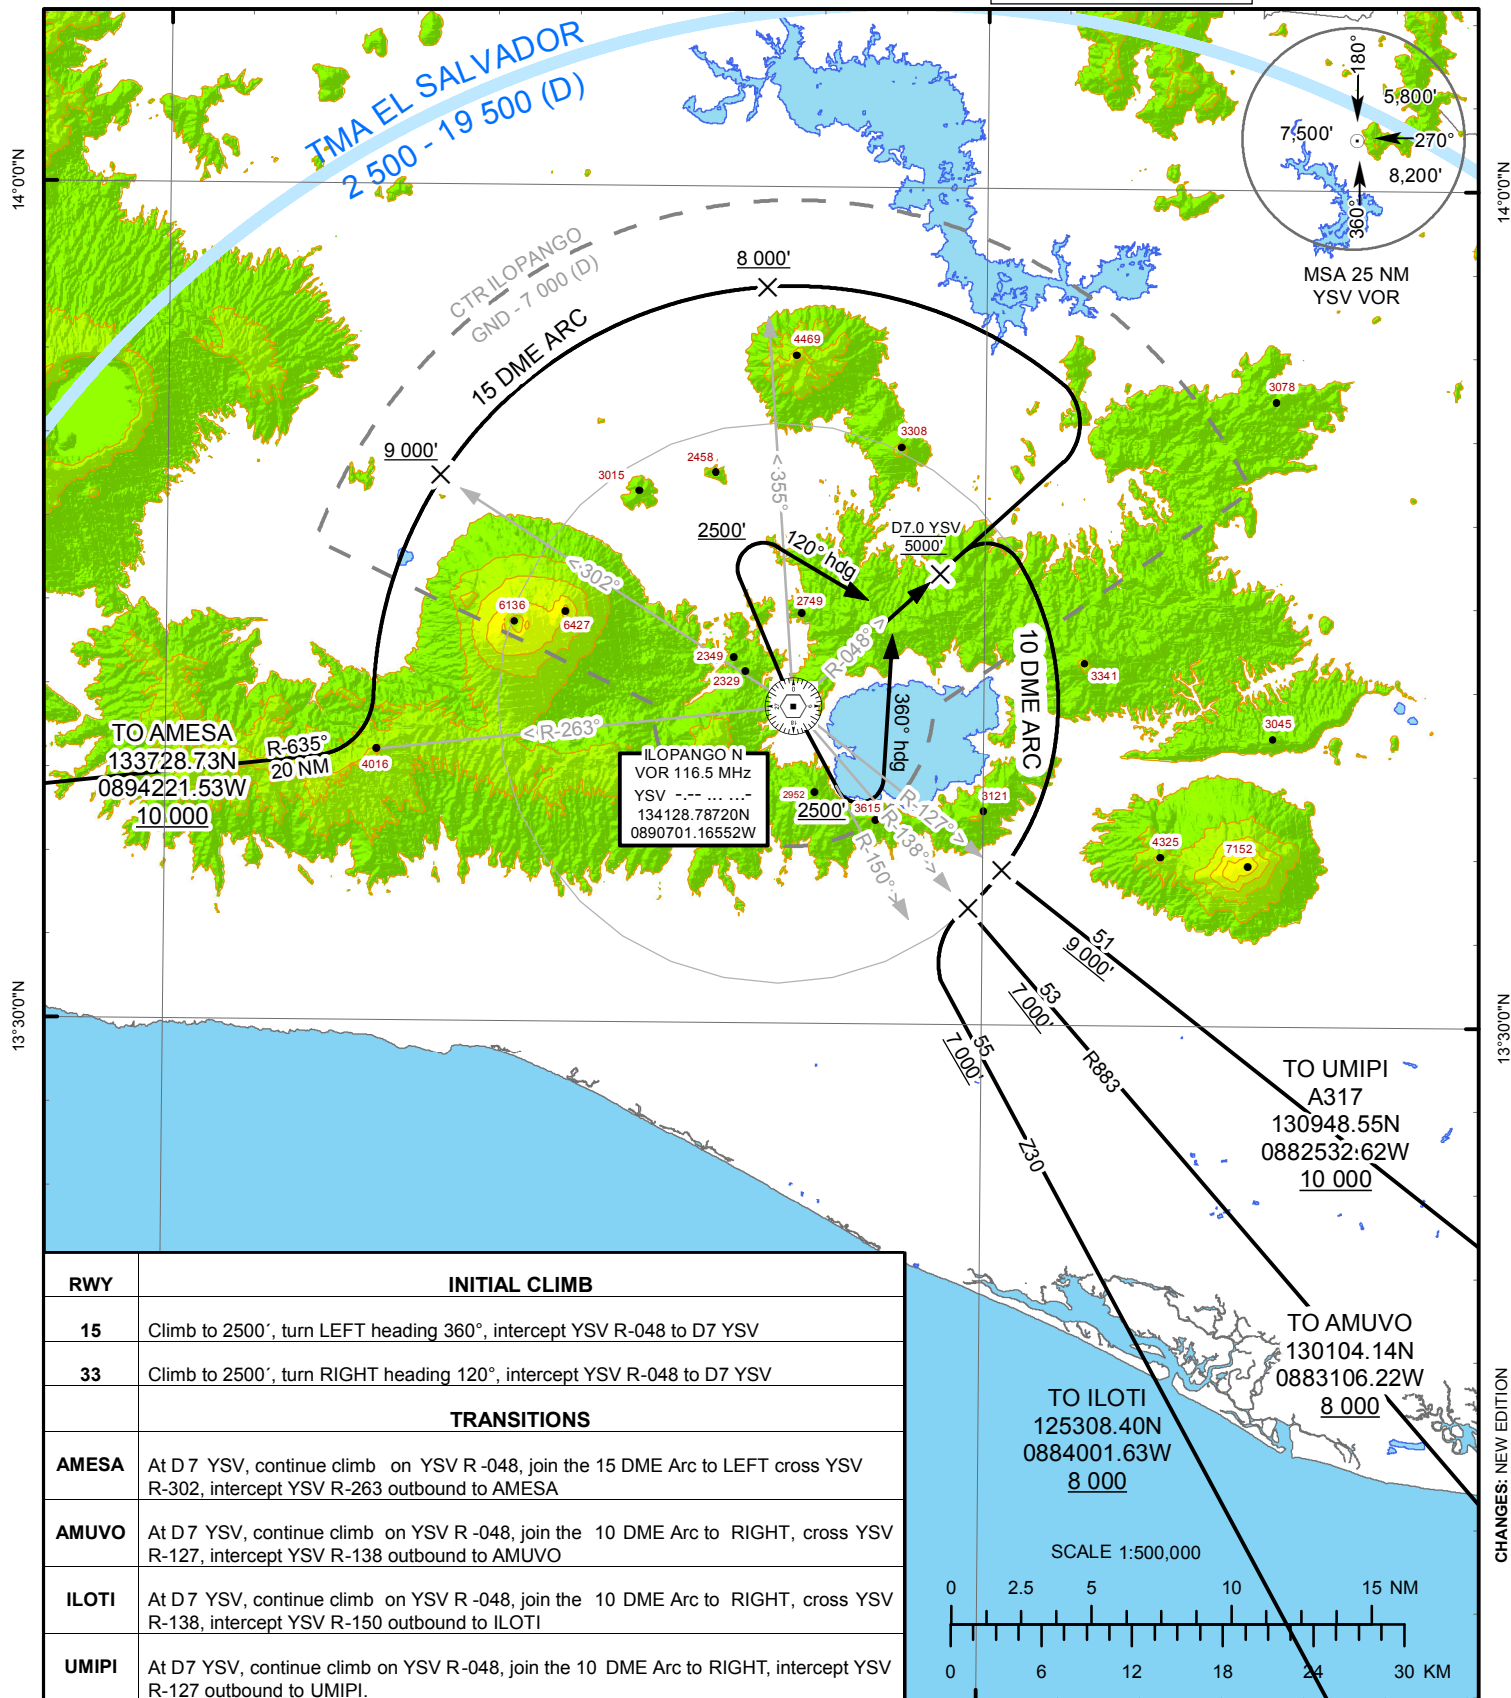 TMA EL SALVADOR
2 500 - 19 500 (D)
180°
5,800'
7,500'
270°
8,200'
360°
MSA 25 NM
YSV VOR
14°0'0"N
14°0'0"N
CTR ILOPANGO
GND - 7 000 (D)
8 000'
15 DME ARC
4469
3078
9 000'
3308
2458
3015
<-355°
2500'
120° hdg
D7.0 YSV
5000'
<-302°
6136
6427
2749
R-048° >
2349
2329
10 DME ARC
3341
TO AMESA
133728.73N
0894221.53W
10 000
R-635°
20 NM
<-R-263°
4016
360° hdg
3045
ILOPANGO N
VOR 116.5 MHz
YSV -.-- ... ...-
134128.78720N
0890701.16552W
2952
2500'
3615
3121
R-127° >
R-138°->
R-150°->
4325
7152
51
9 000'
53
7 000'
55
7 000'
13°30'0"N
13°30'0"N
R883
Z30
TO UMIPI
A317
130948.55N
0882532.62W
10 000
TO AMUVO
130104.14N
0883106.22W
8 000
TO ILOTI
125308.40N
0884001.63W
8 000
RWY INITIAL CLIMB
15 Climb to 2500´, turn LEFT heading 360°, intercept YSV R-048 to D7 YSV
33 Climb to 2500´, turn RIGHT heading 120°, intercept YSV R-048 to D7 YSV
TRANSITIONS
AMESA At D7 YSV, continue climb on YSV R-048, join the 15 DME Arc to LEFT cross YSV
R-302, intercept YSV R-263 outbound to AMESA
AMUVO At D7 YSV, continue climb on YSV R-048, join the 10 DME Arc to RIGHT, cross YSV
R-127, intercept YSV R-138 outbound to AMUVO
ILOTI At D7 YSV, continue climb on YSV R-048, join the 10 DME Arc to RIGHT, cross YSV
R-138, intercept YSV R-150 outbound to ILOTI
UMIPI At D7 YSV, continue climb on YSV R-048, join the 10 DME Arc to RIGHT, intercept YSV
R-127 outbound to UMIPI.
SCALE 1:500,000
0 2.5 5 10 15 NM
0 6 12 18 24 30 KM
CHANGES: NEW EDITION